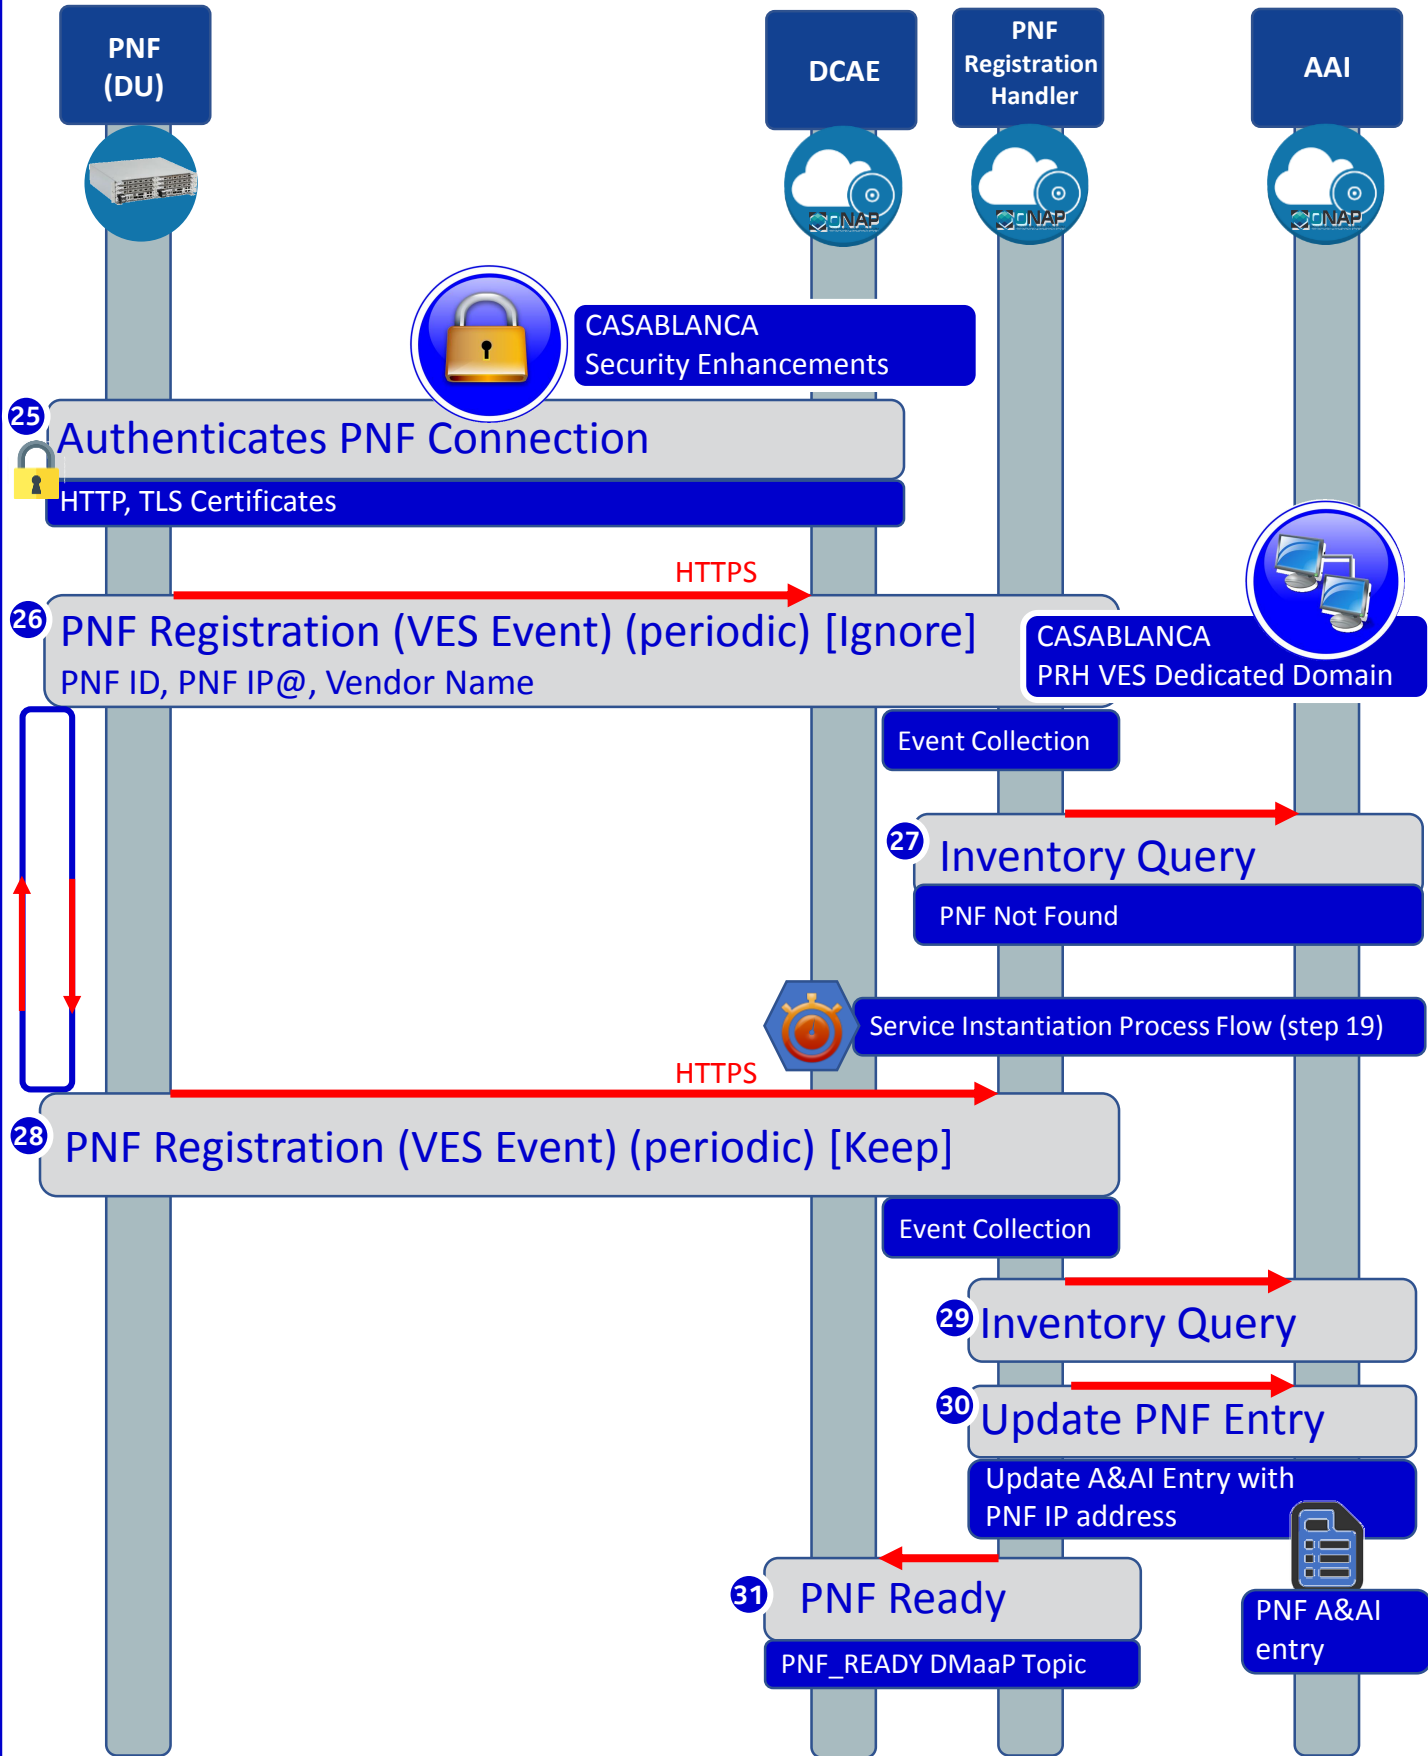 PNF
(DU)
DCAE
PNF
Registration
Handler
AAI
ONAP
ONAP
ONAP
CASABLANCA
Security Enhancements
25
Authenticates PNF Connection
HTTP, TLS Certificates
HTTPS
26
PNF Registration (VES Event) (periodic) [Ignore]
PNF ID, PNF IP@, Vendor Name
CASABLANCA
PRH VES Dedicated Domain
Event Collection
27
Inventory Query
PNF Not Found
Service Instantiation Process Flow (step 19)
HTTPS
28
PNF Registration (VES Event) (periodic) [Keep]
Event Collection
29
Inventory Query
30
Update PNF Entry
Update A&AI Entry with
PNF IP address
31
PNF Ready
PNF_READY DMaaP Topic
PNF A&AI
entry